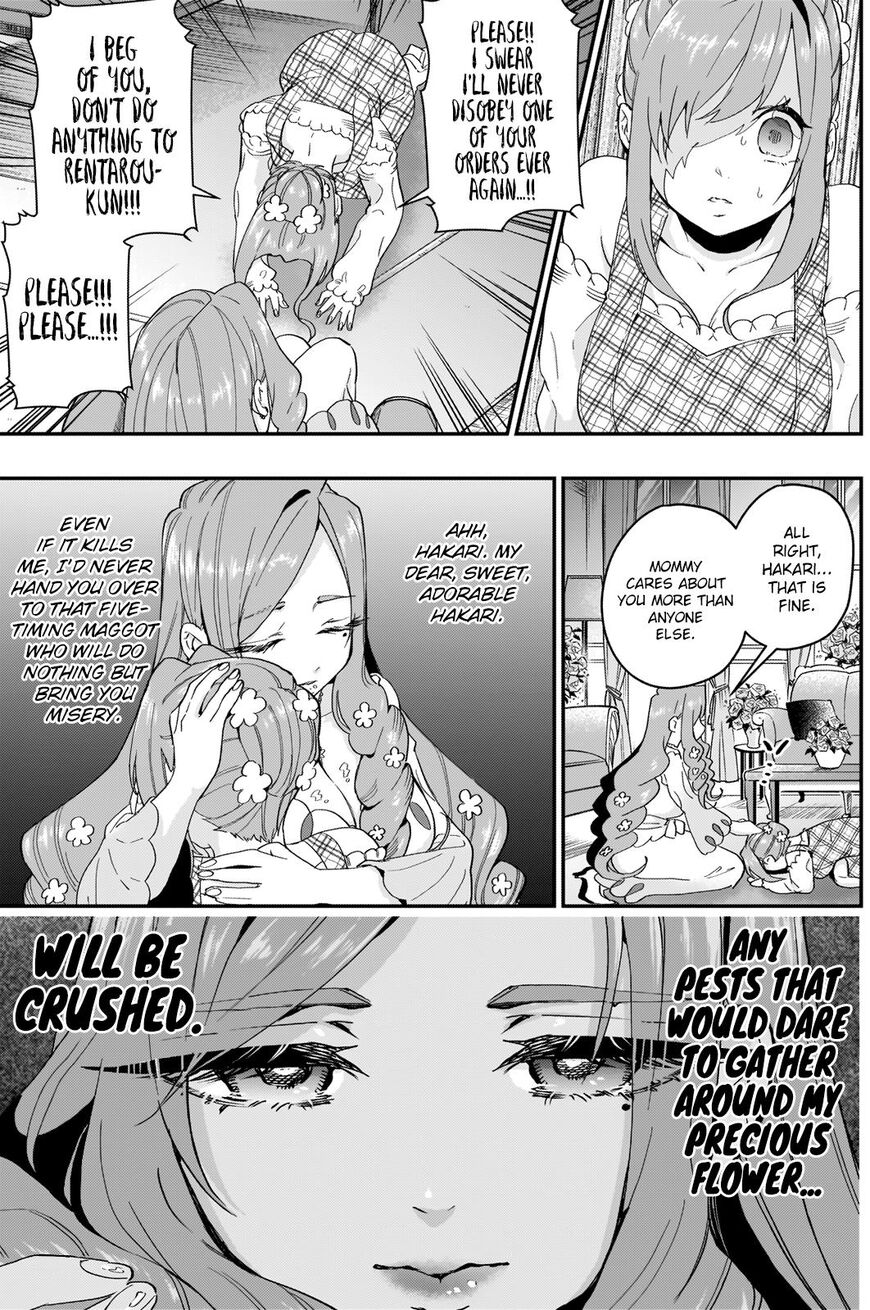 PLEASE!!
I SWEAR
I'LL NEVER
DISOBEY ONE
OF YOUR
ORDERS EVER
AGAIN...!!
I BEG
OF YOU,
DON'T DO
ANYTHING TO
RENTAROU-
KUN!!!
PLEASE!!!
PLEASE...!!!
ALL
RIGHT,
HAKARI...
THAT IS
FINE.
MOMMY
CARES ABOUT
YOU MORE THAN
ANYONE
ELSE.
AHH,
HAKARI. MY
DEAR, SWEET,
ADORABLE
HAKARI.
EVEN
IF IT KILLS
ME, I'D NEVER
HAND YOU OVER
TO THAT FIVE-
TIMING MAGGOT
WHO WILL DO
NOTHING BUT
BRING YOU
MISERY.
ANY
PESTS THAT
WOULD DARE
TO GATHER
AROUND MY
PRECIOUS
FLOWER...
WILL BE
CRUSHED.